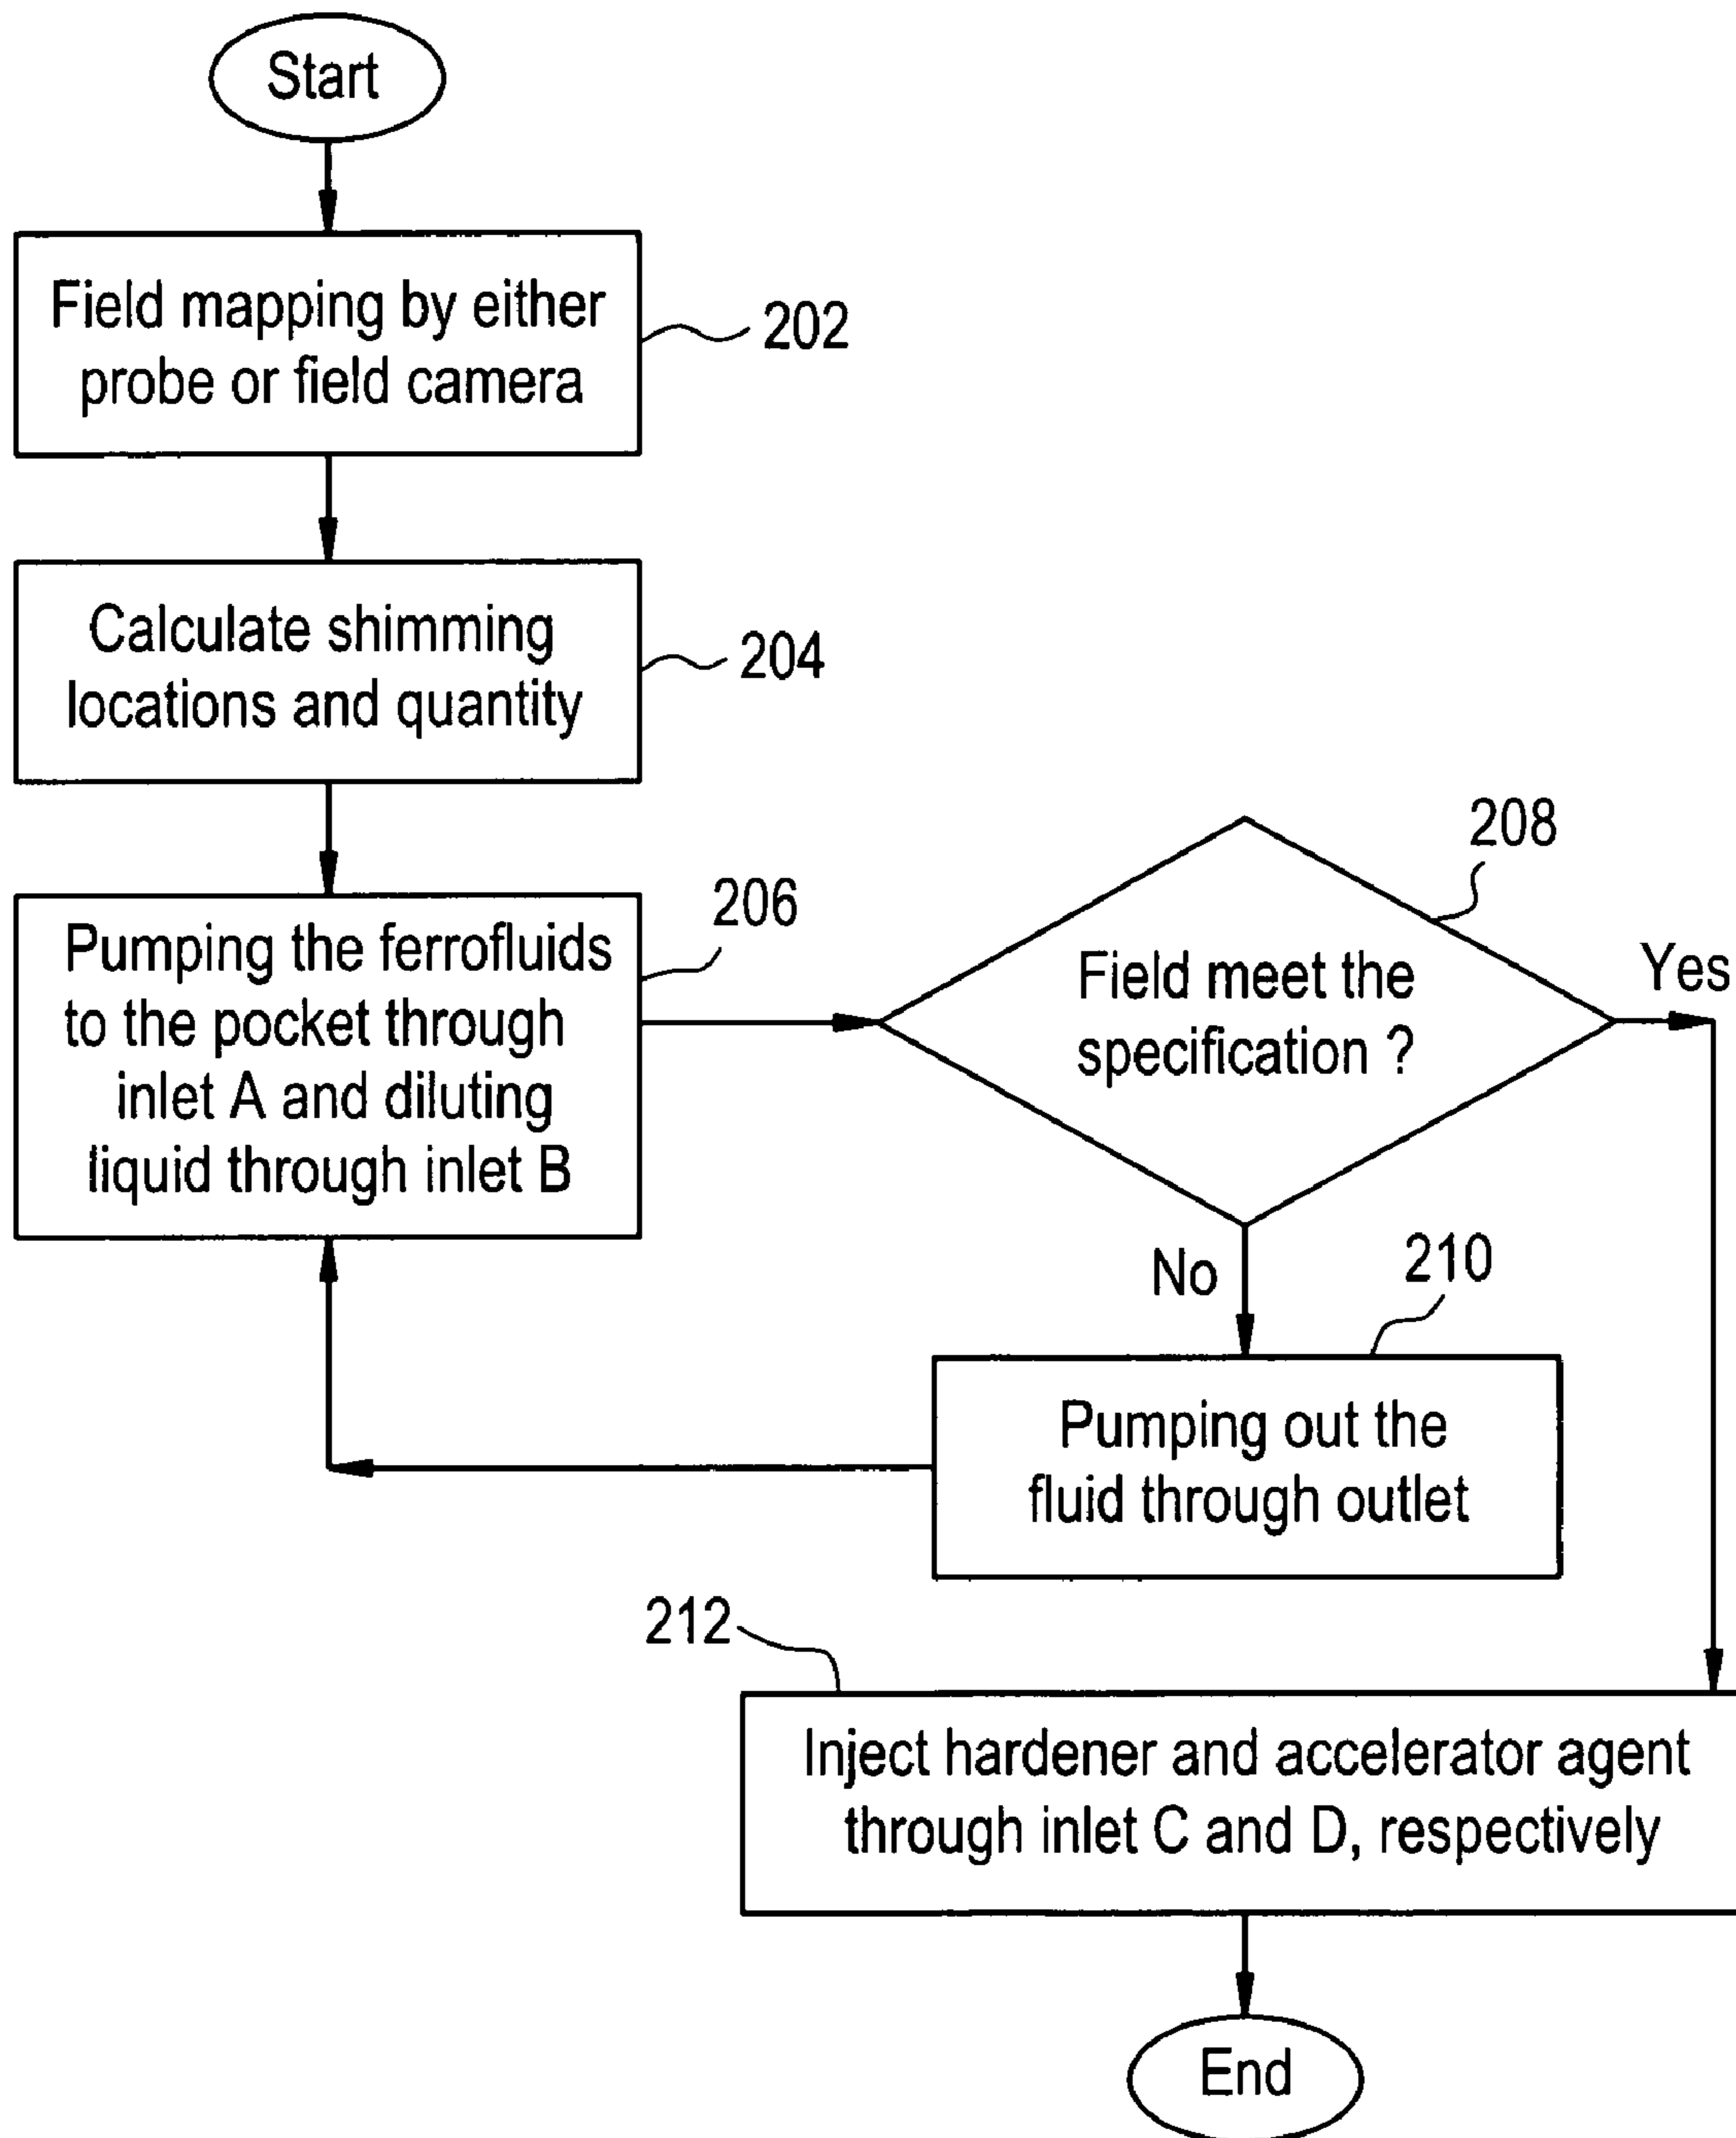 Start
Field mapping by either
probe or field camera
202
Calculate shimming
locations and quantity
204
Pumping the ferrofluids
to the pocket through
inlet A and diluting
liquid through inlet B
206
Field meet the
specification ?
208
Yes
No
210
Pumping out the
fluid through outlet
212
Inject hardener and accelerator agent
through inlet C and D, respectively
End